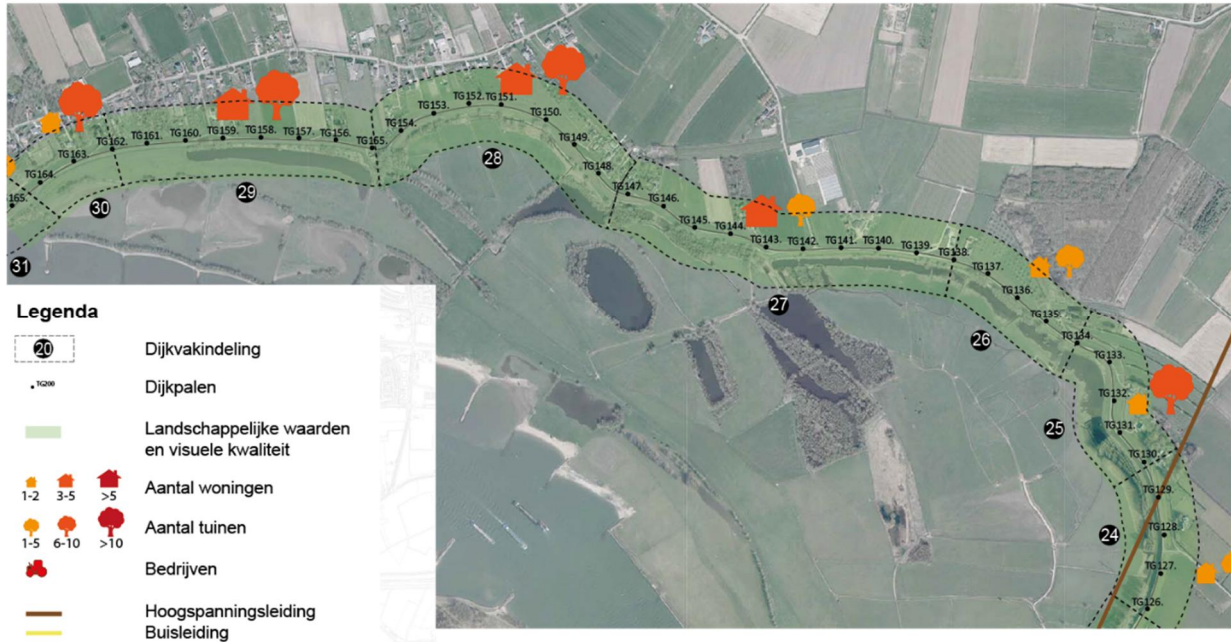 TG152.
TG151.
TG153.
TG150.
TG154.
TG161.
TG160.
TG159.
TG158.
TG157.
TG156.
TG165.
TG162.
TG163.
TG164.
165.
TG149.
TG148.
28
29
30
31
TG147.
TG146.
TG145.
TG144.
TG143.
TG142.
TG141.
TG140.
TG139.
TG138.
TG137.
TG136.
TG135.
TG134.
TG133.
TG132.
TG131.
TG130.
TG129.
TG128.
TG127.
TG126.
27
26
25
24
Legenda
20 Dijkvakindeling
TG200 Dijkpalen
Landschappelijke waarden
en visuele kwaliteit
1-2 3-5 >5 Aantal woningen
1-5 6-10 >10 Aantal tuinen
Bedrijven
Hoogspanningsleiding
Buisleiding